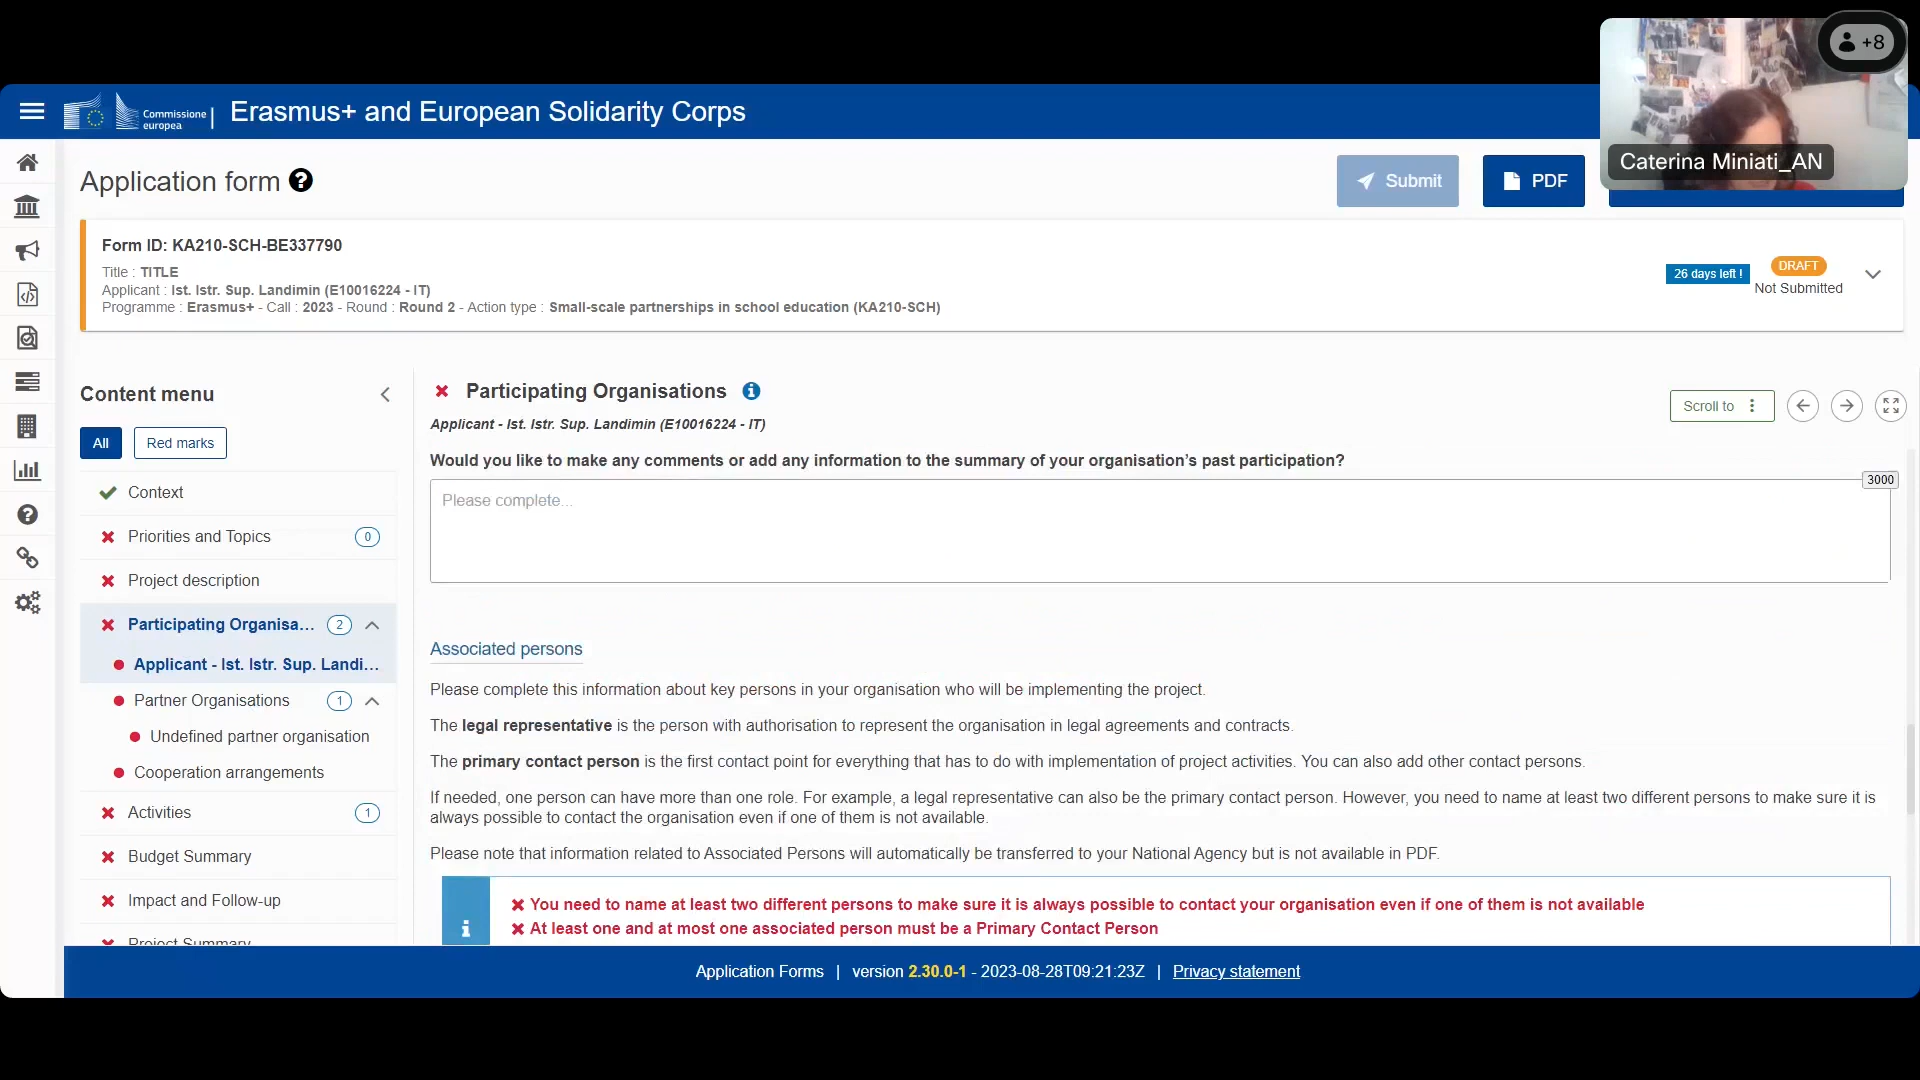 +8
Commissione
europea
Erasmus+ and European Solidarity Corps
Caterina Miniati_AN
Application form ?
Submit
PDF
Form ID: KA210-SCH-BE337790
Title : TITLE
Applicant : Ist. Istr. Sup. Landimin (E10016224 - IT)
Programme : Erasmus+ - Call : 2023 - Round : Round 2 - Action type : Small-scale partnerships in school education (KA210-SCH)
26 days left !
DRAFT
Not Submitted
Content menu
All
Red marks
Context
Priorities and Topics 0
Project description
Participating Organisa... 2
Applicant - Ist. Istr. Sup. Landi...
Partner Organisations 1
Undefined partner organisation
Cooperation arrangements
Activities 1
Budget Summary
Impact and Follow-up
Project Summary
Participating Organisations i
Scroll to
Applicant - Ist. Istr. Sup. Landimin (E10016224 - IT)
Would you like to make any comments or add any information to the summary of your organisation's past participation?
3000
Please complete...
Associated persons
Please complete this information about key persons in your organisation who will be implementing the project.
The legal representative is the person with authorisation to represent the organisation in legal agreements and contracts.
The primary contact person is the first contact point for everything that has to do with implementation of project activities. You can also add other contact persons.
If needed, one person can have more than one role. For example, a legal representative can also be the primary contact person. However, you need to name at least two different persons to make sure it is
always possible to contact the organisation even if one of them is not available.
Please note that information related to Associated Persons will automatically be transferred to your National Agency but is not available in PDF.
i
You need to name at least two different persons to make sure it is always possible to contact your organisation even if one of them is not available
At least one and at most one associated person must be a Primary Contact Person
Application Forms | version 2.30.0-1 - 2023-08-28T09:21:23Z | Privacy statement